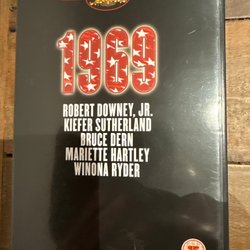 1969
ROBERT DOWNEY, JR.
KIEFER SUTHERLAND
BRUCE DERN
MARIETTE HARTLEY
WINONA RYDER